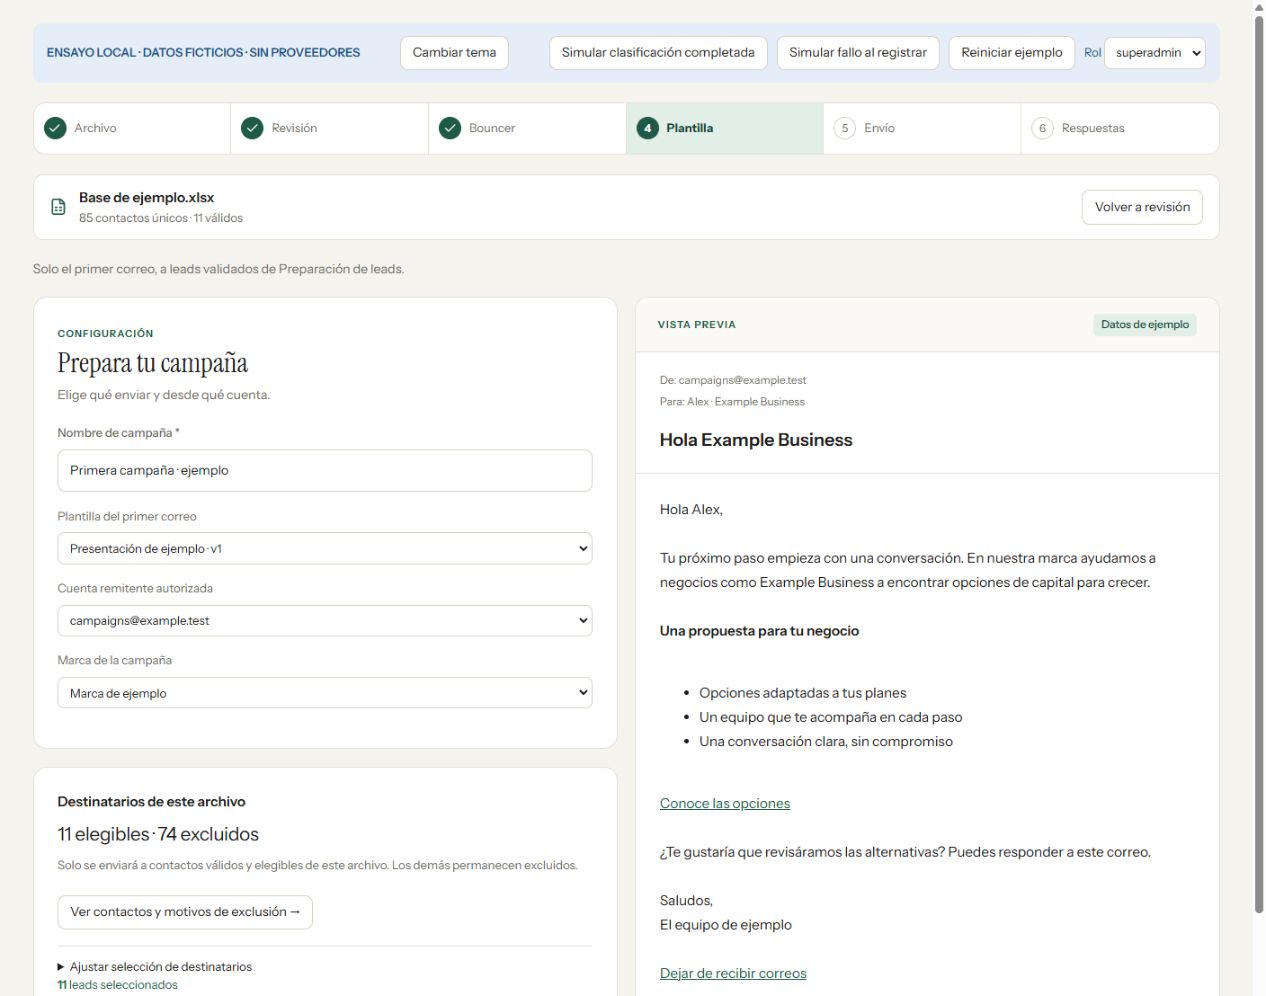 ENSAYO LOCAL · DATOS FICTICIOS · SIN PROVEEDORES
Cambiar tema
Simular clasificación completada
Simular fallo al registrar
Reiniciar ejemplo
Rol
superadmin
Archivo
Revisión
Bouncer
4 Plantilla
5 Envío
6 Respuestas
Base de ejemplo.xlsx
85 contactos únicos · 11 válidos
Volver a revisión
Solo el primer correo, a leads validados de Preparación de leads.
CONFIGURACIÓN
Prepara tu campaña
Elige qué enviar y desde qué cuenta.
Nombre de campaña *
Primera campaña · ejemplo
Plantilla del primer correo
Presentación de ejemplo · v1
Cuenta remitente autorizada
campaigns@example.test
Marca de la campaña
Marca de ejemplo
Destinatarios de este archivo
11 elegibles · 74 excluidos
Solo se enviará a contactos válidos y elegibles de este archivo. Los demás permanecen excluidos.
Ver contactos y motivos de exclusión →
▶ Ajustar selección de destinatarios
11 leads seleccionados
VISTA PREVIA
Datos de ejemplo
De: campaigns@example.test
Para: Alex · Example Business
Hola Example Business
Hola Alex,
Tu próximo paso empieza con una conversación. En nuestra marca ayudamos a
negocios como Example Business a encontrar opciones de capital para crecer.
Una propuesta para tu negocio
• Opciones adaptadas a tus planes
• Un equipo que te acompaña en cada paso
• Una conversación clara, sin compromiso
Conoce las opciones
¿Te gustaría que revisáramos las alternativas? Puedes responder a este correo.
Saludos,
El equipo de ejemplo
Dejar de recibir correos